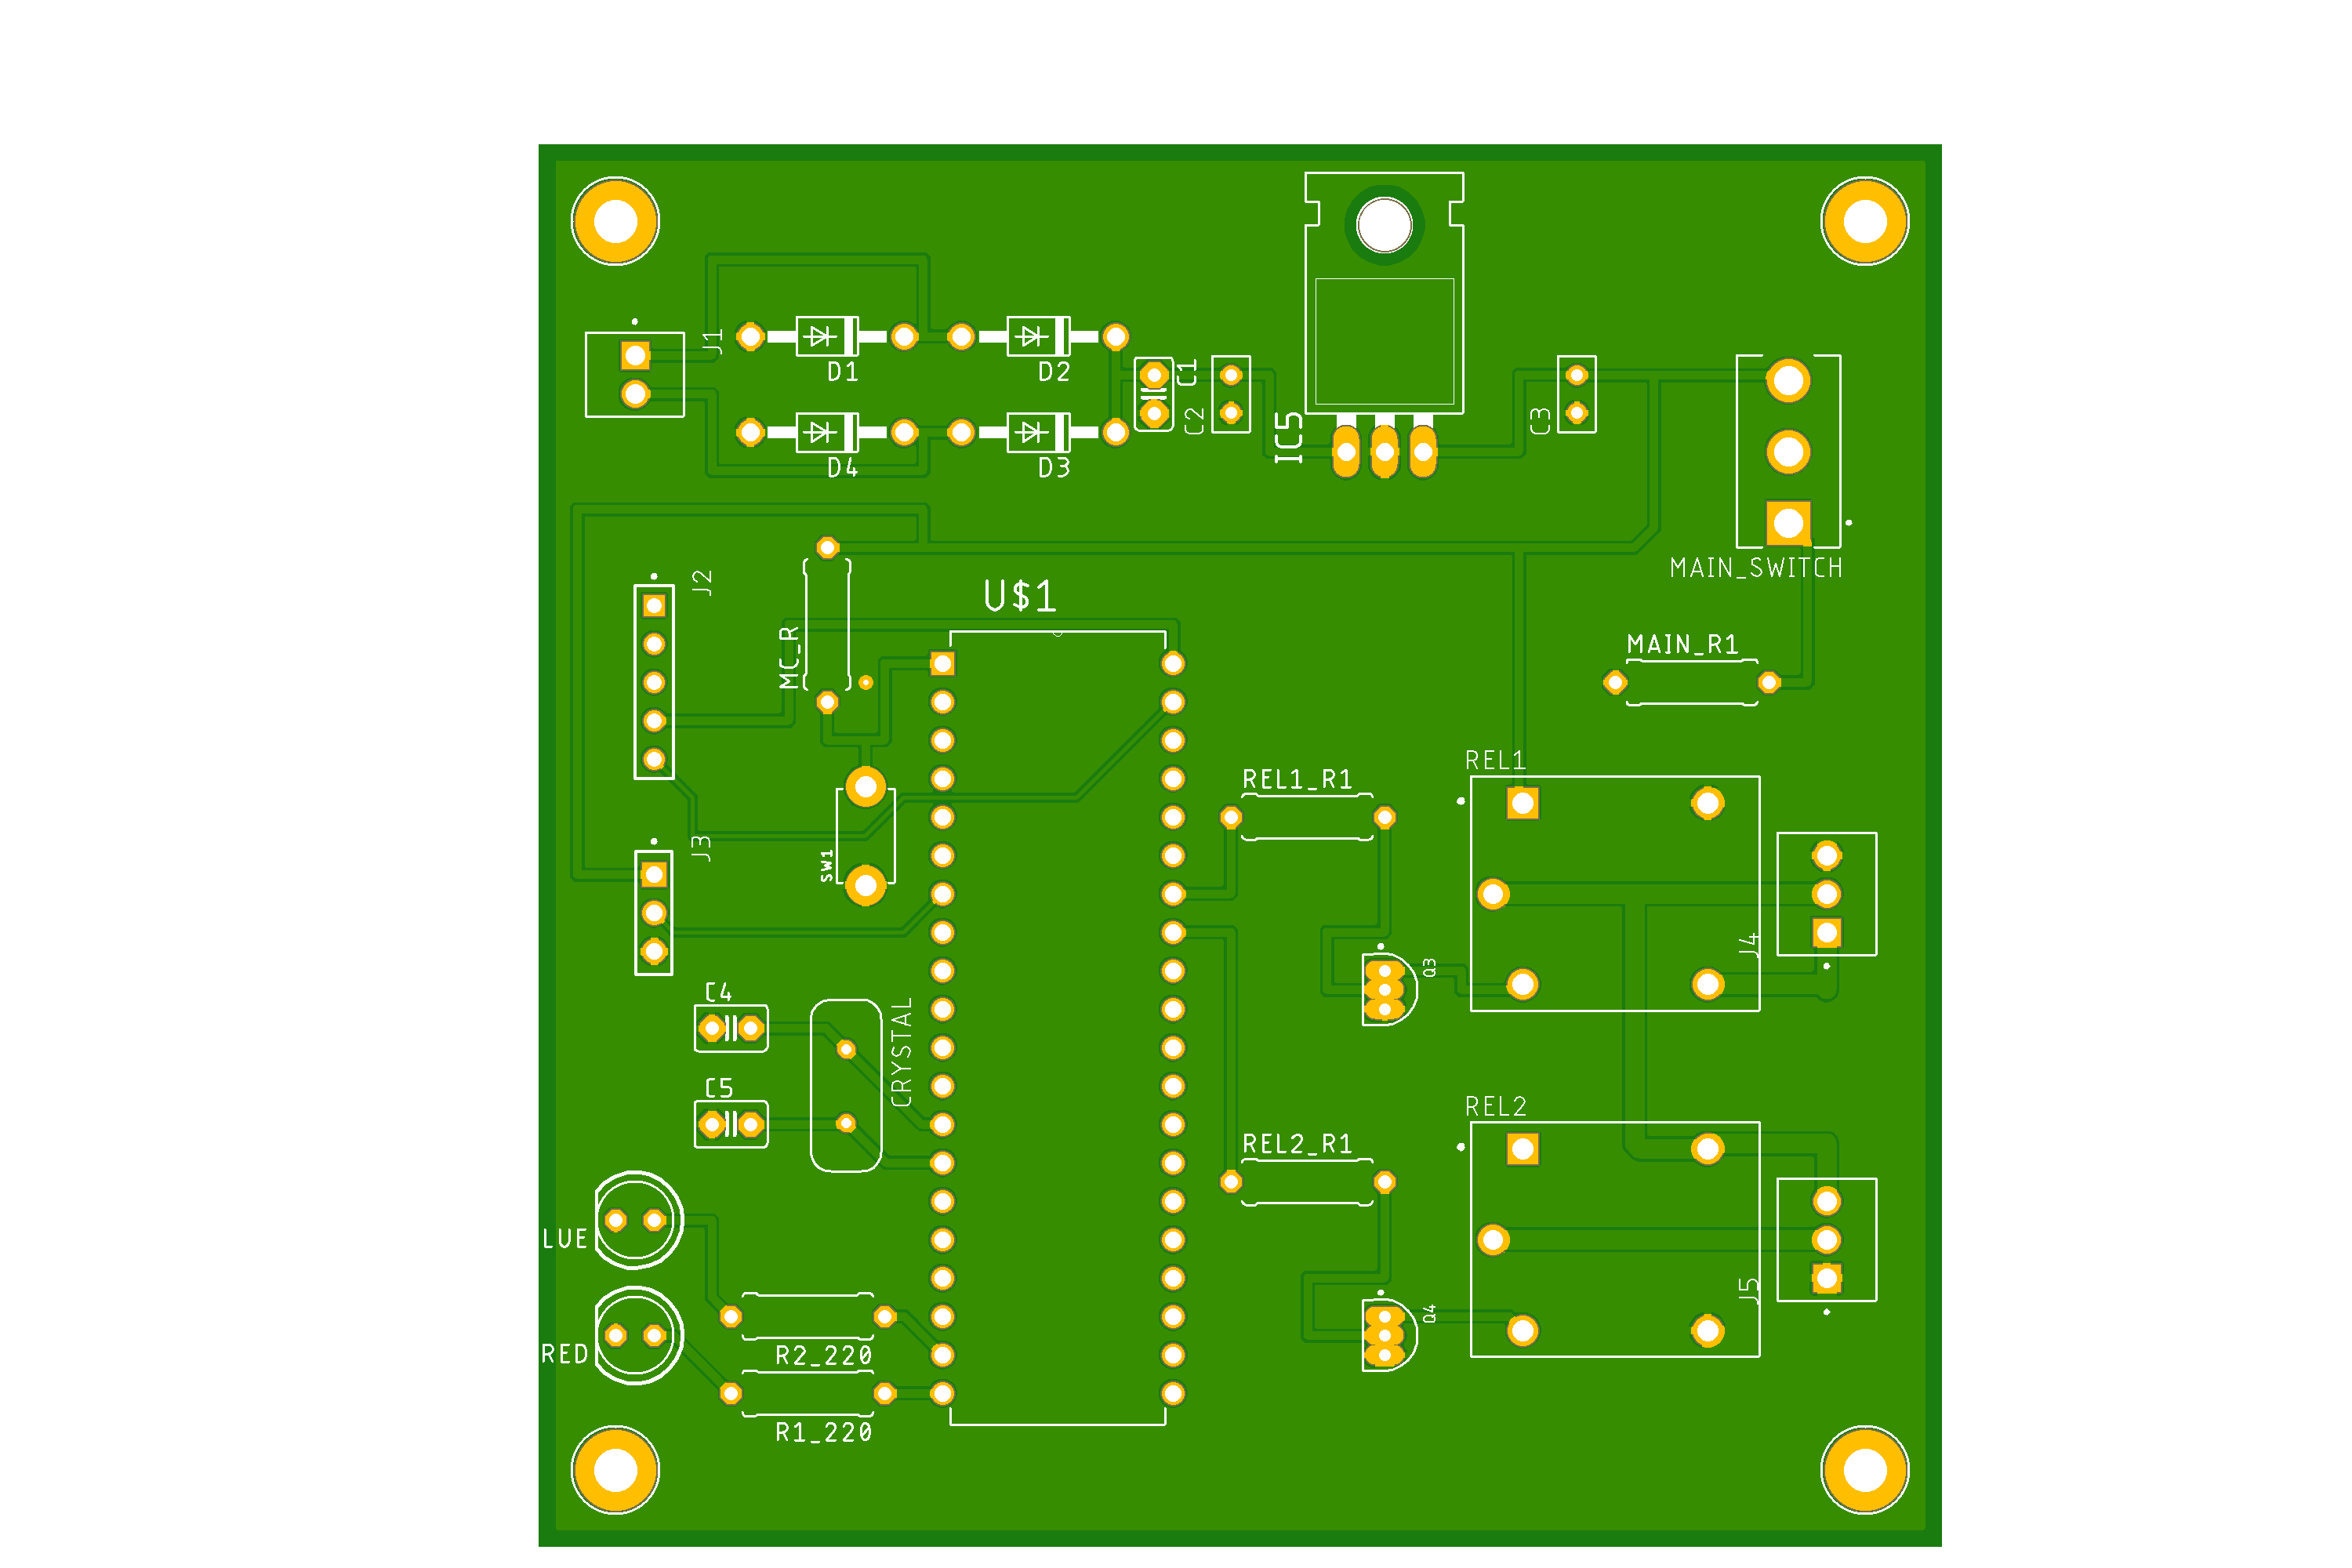 J1
D1
D2
C1
C2
IC5
C3
D4
D3
MAIN_SWITCH
J2
U$1
MC_R
MAIN_R1
REL1
REL1_R1
J3
SW1
J4
Q3
C4
CRYSTAL
C5
REL2
REL2_R1
LUE
J5
Q4
RED
R2_220
R1_220